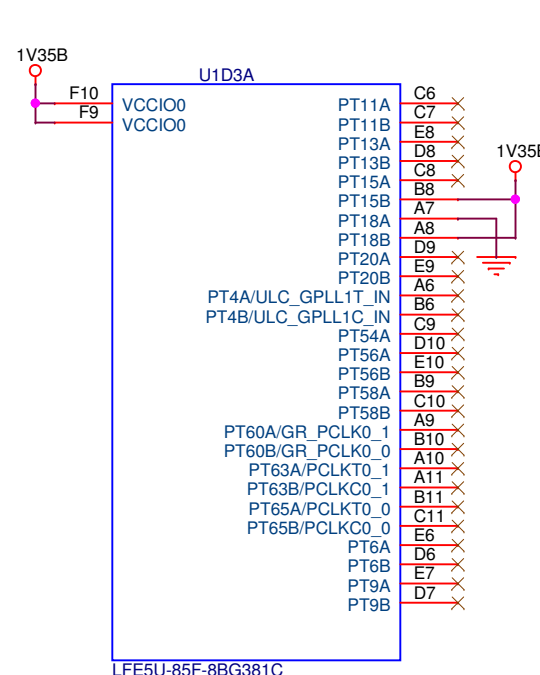 1V35B
U1D3A
F10
VCCIO0
F9
VCCIO0
PT11A
C6
PT11B
C7
PT13A
E8
PT13B
D8
PT15A
C8
1V35
PT15B
B8
PT18A
A7
PT18B
A8
PT20A
D9
PT20B
E9
PT4A/ULC_GPLL1T_IN
A6
PT4B/ULC_GPLL1C_IN
B6
PT54A
C9
PT56A
D10
PT56B
E10
PT58A
B9
PT58B
C10
PT60A/GR_PCLK0_1
A9
PT60B/GR_PCLK0_0
B10
PT63A/PCLKT0_1
A10
PT63B/PCLKC0_1
A11
PT65A/PCLKT0_0
B11
PT65B/PCLKC0_0
C11
PT6A
E6
PT6B
D6
PT9A
E7
PT9B
D7
LFE5U-85F-8BG381C